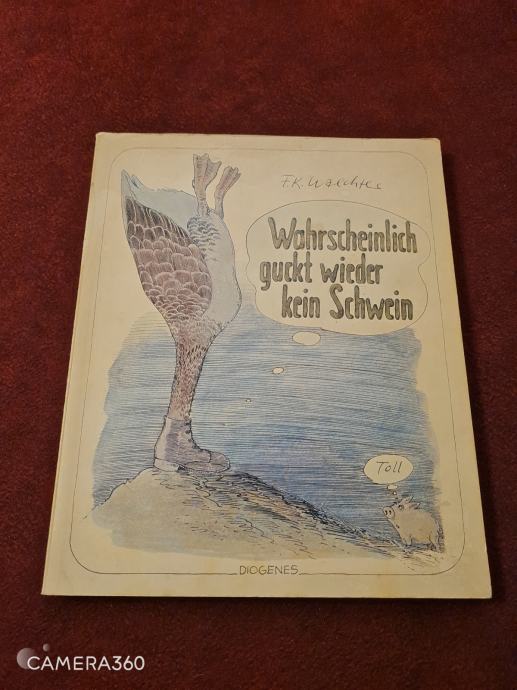 F.K. Waechter
Wahrscheinlich
guckt wieder
kein Schwein
Toll
DIOGENES
CAMERA360